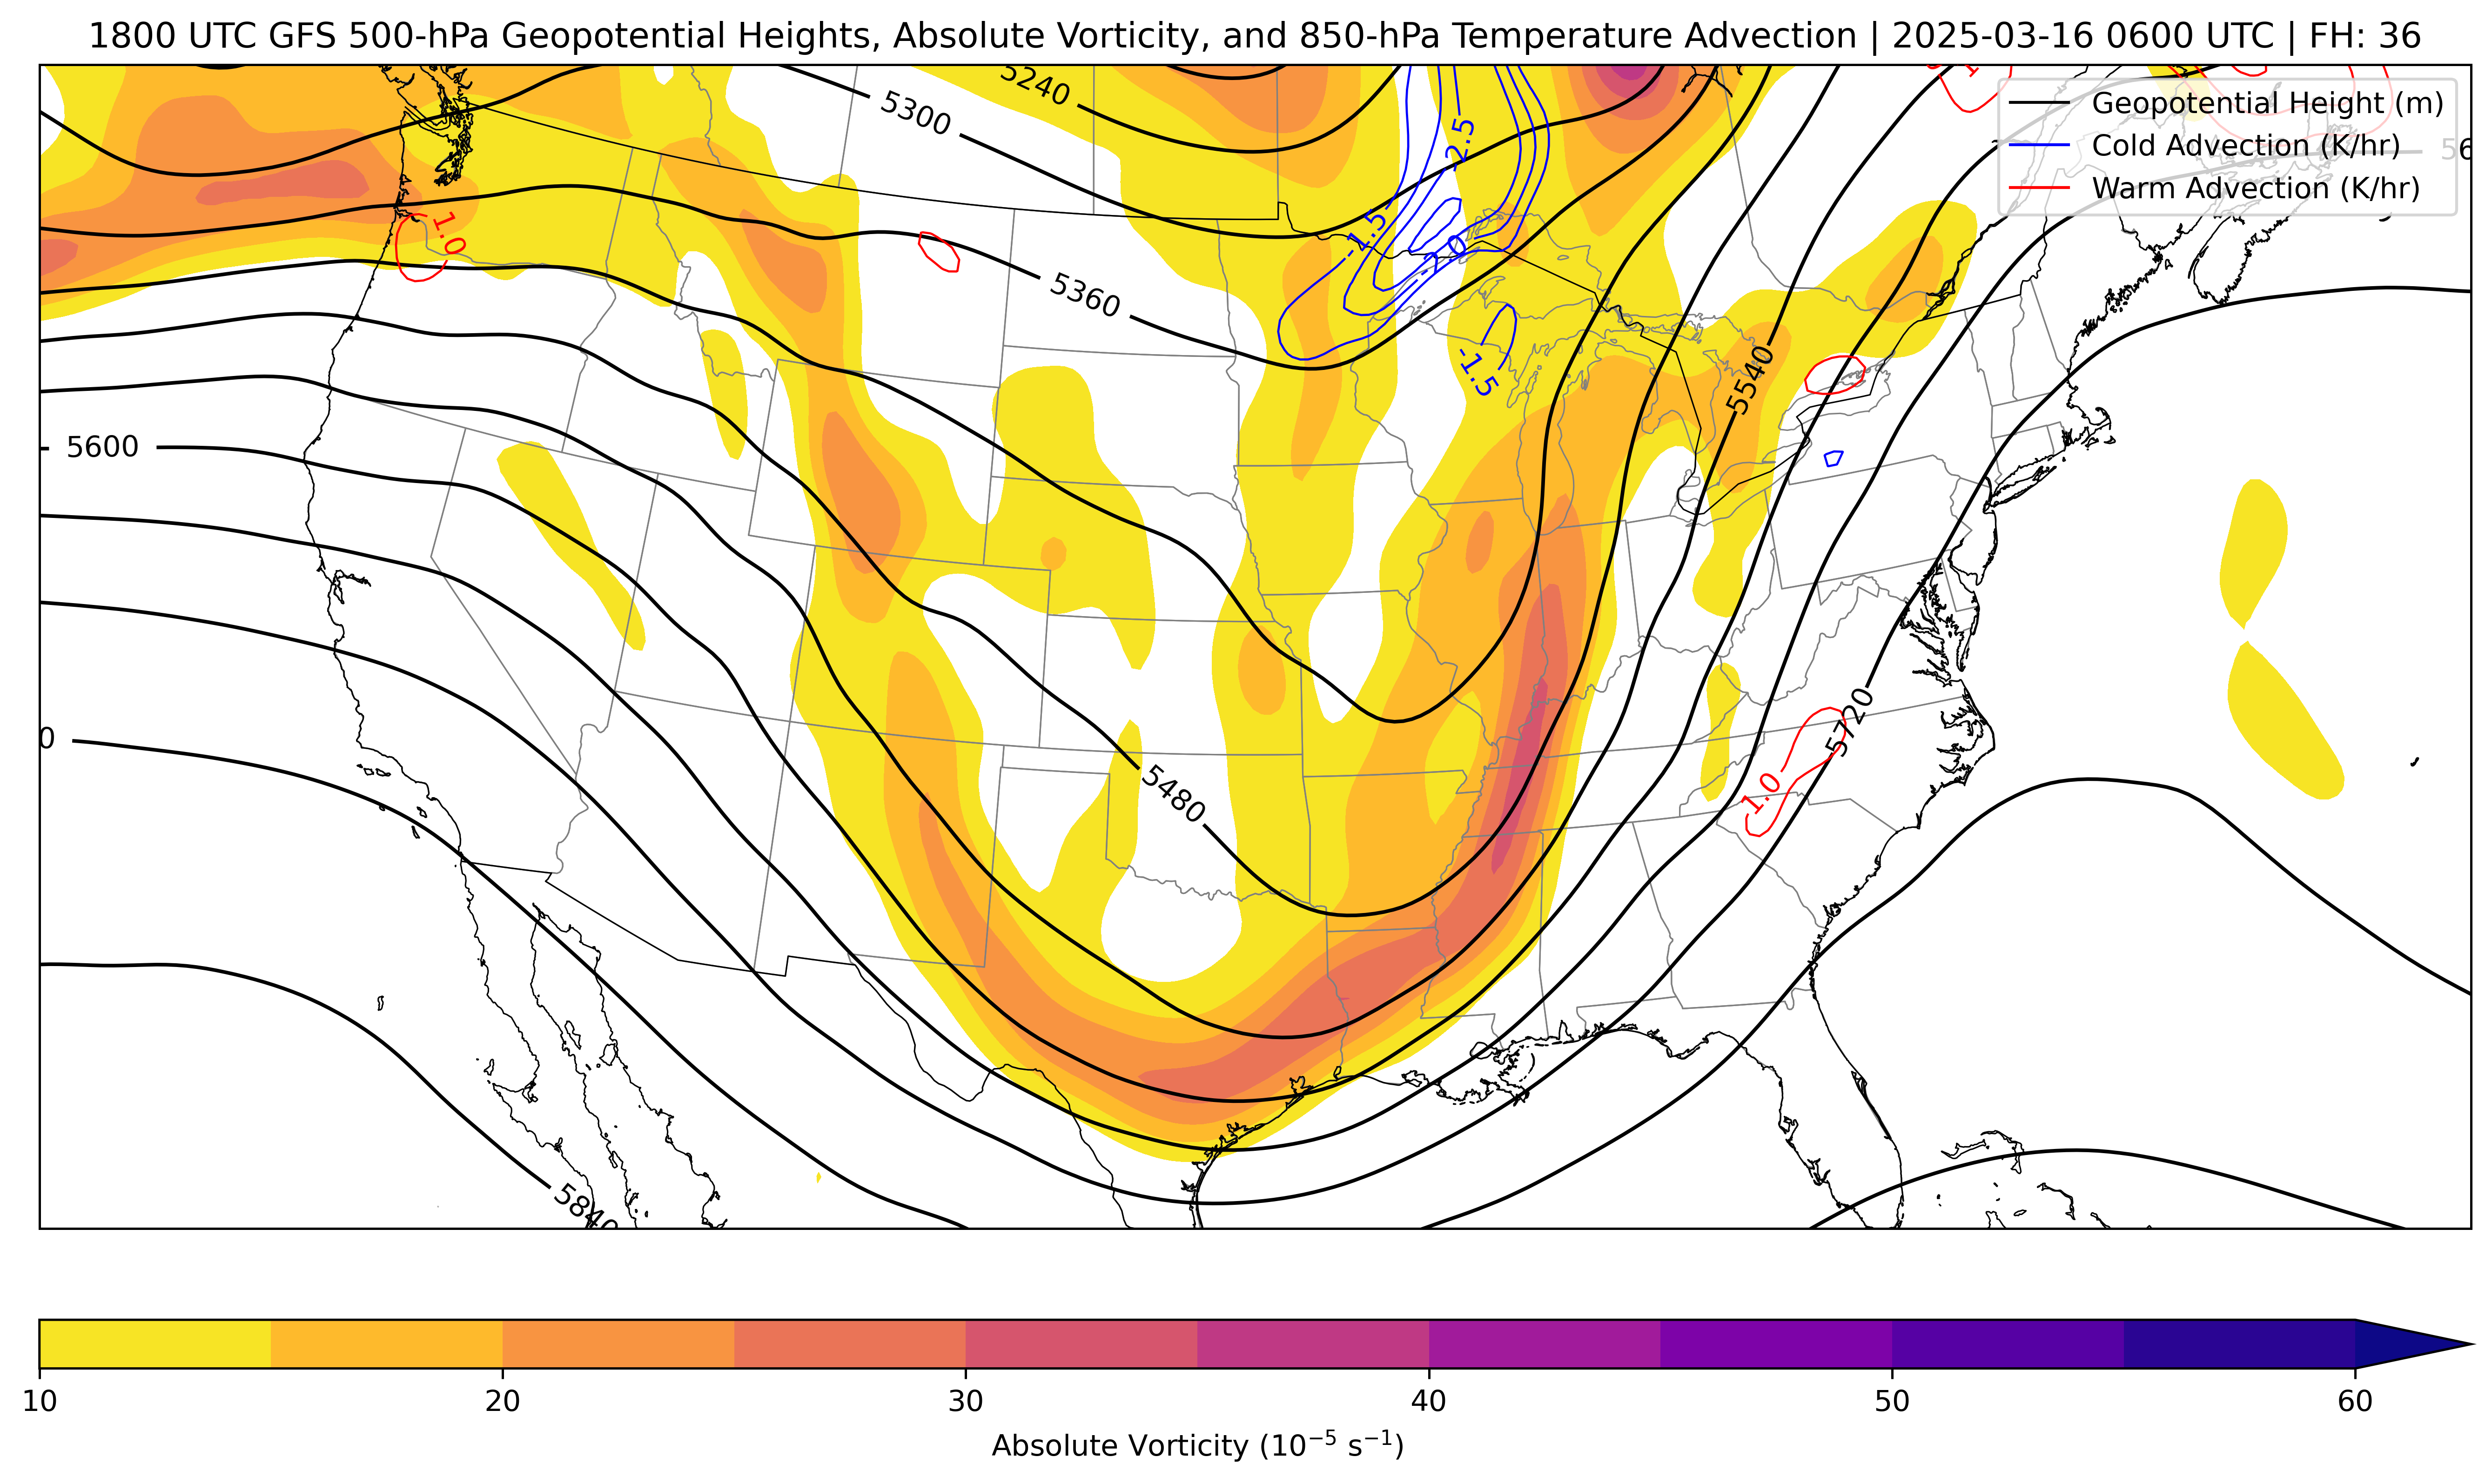 1800 UTC GFS 500-hPa Geopotential Heights, Absolute Vorticity, and 850-hPa Temperature Advection | 2025-03-16 0600 UTC | FH: 36
Geopotential Height (m)
Cold Advection (K/hr)
Warm Advection (K/hr)
5240
5300
-2.5
-1.5
1.0
5360
-1.5
5540
5600
5720
0
1.0
5480
5840
10 20 30 40 50 60
Absolute Vorticity (10⁻⁵ s⁻¹)